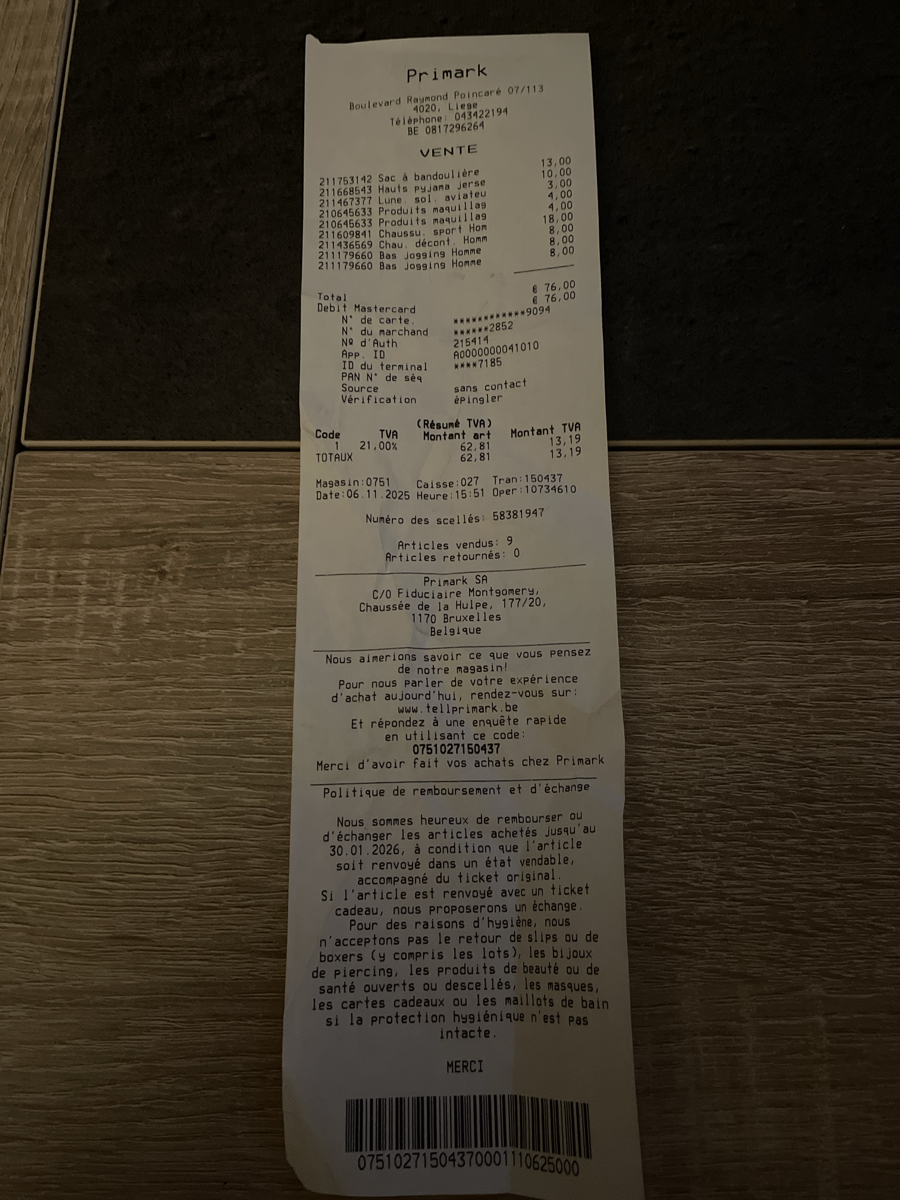 Primark
Boulevard Raymond Poincaré 07/113
4020, Liege
Téléphone: 043422194
BE 0817296264
VENTE
211753142 Sac à bandoulière 13,00
211668543 Hauts pyjama jerse 10,00
211467377 Lune. sol. aviateu 3,00
210645633 Produits maquillag 4,00
210645633 Produits maquillag 4,00
211609841 Chaussu. sport Hom 18,00
211436569 Chau. décont. Homm 8,00
211179660 Bas jogging Homme 8,00
211179660 Bas jogging Homme 8,00
Total € 76,00
Debit Mastercard € 76,00
N° de carte. ************9094
N° du marchand ******2852
Nº d'Auth 215414
App. ID A0000000041010
ID du terminal ****7185
PAN N° de séq
Source sans contact
Vérification épingler
(Résumé TVA)
Code TVA Montant art Montant TVA
1 21,00% 62,81 13,19
TOTAUX 62,81 13,19
Magasin:0751 Caisse:027 Tran:150437
Date:06.11.2025 Heure:15:51 Oper:10734610
Numéro des scellés: 58381947
Articles vendus: 9
Articles retournés: 0
Primark SA
C/O Fiduciaire Montgomery,
Chaussée de la Hulpe, 177/20,
1170 Bruxelles
Belgique
Nous aimerions savoir ce que vous pensez
de notre magasin!
Pour nous parler de votre expérience
d'achat aujourd'hui, rendez-vous sur:
www.tellprimark.be
Et répondez à une enquête rapide
en utilisant ce code:
0751027150437
Merci d'avoir fait vos achats chez Primark
Politique de remboursement et d'échange
Nous sommes heureux de rembourser ou
d'échanger les articles achetés jusqu'au
30.01.2026, à condition que l'article
soit renvoyé dans un état vendable,
accompagné du ticket original.
Si l'article est renvoyé avec un ticket
cadeau, nous proposerons un échange.
Pour des raisons d'hygiène, nous
n'acceptons pas le retour de slips ou de
boxers (y compris les lots), les bijoux
de piercing, les produits de beauté ou de
santé ouverts ou descellés, les masques,
les cartes cadeaux ou les maillots de bain
si la protection hygiénique n'est pas
intacte.
MERCI
07510271504370001110625000